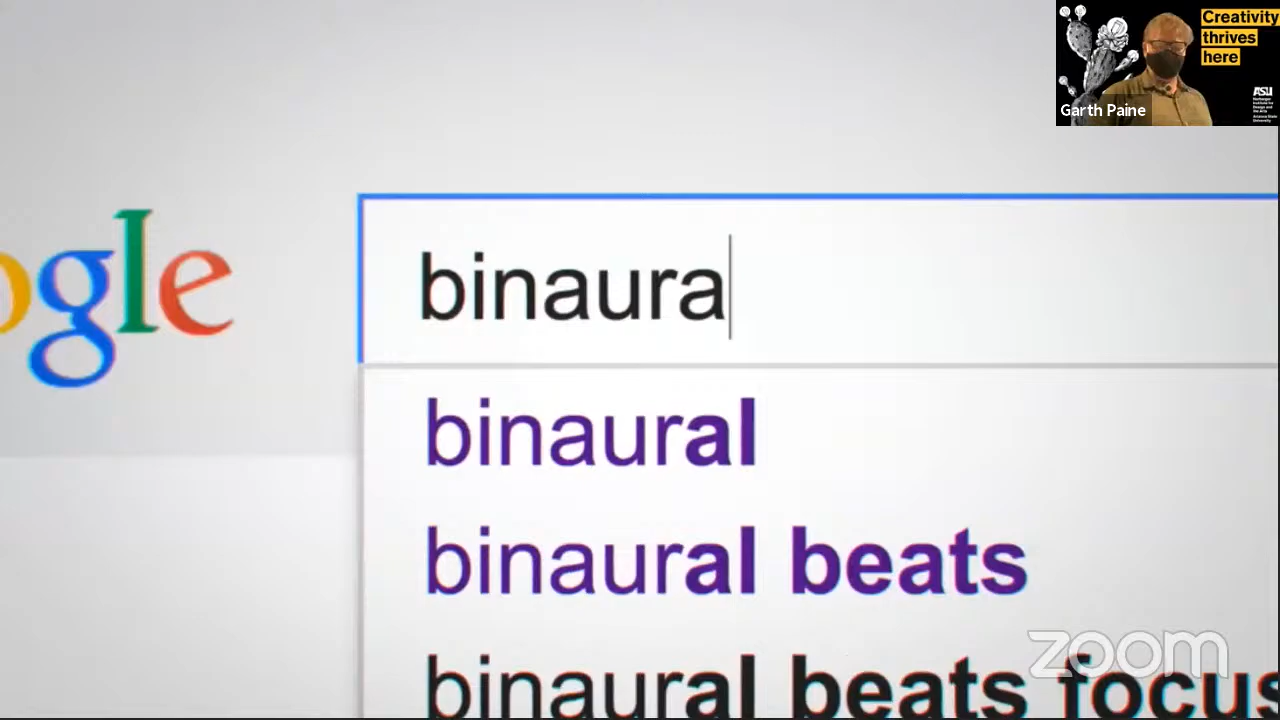 Creativity
thrives
here
Garth Paine
ASU
ogle
binaura
binaural
binaural beats
binaural beats focus
zoom